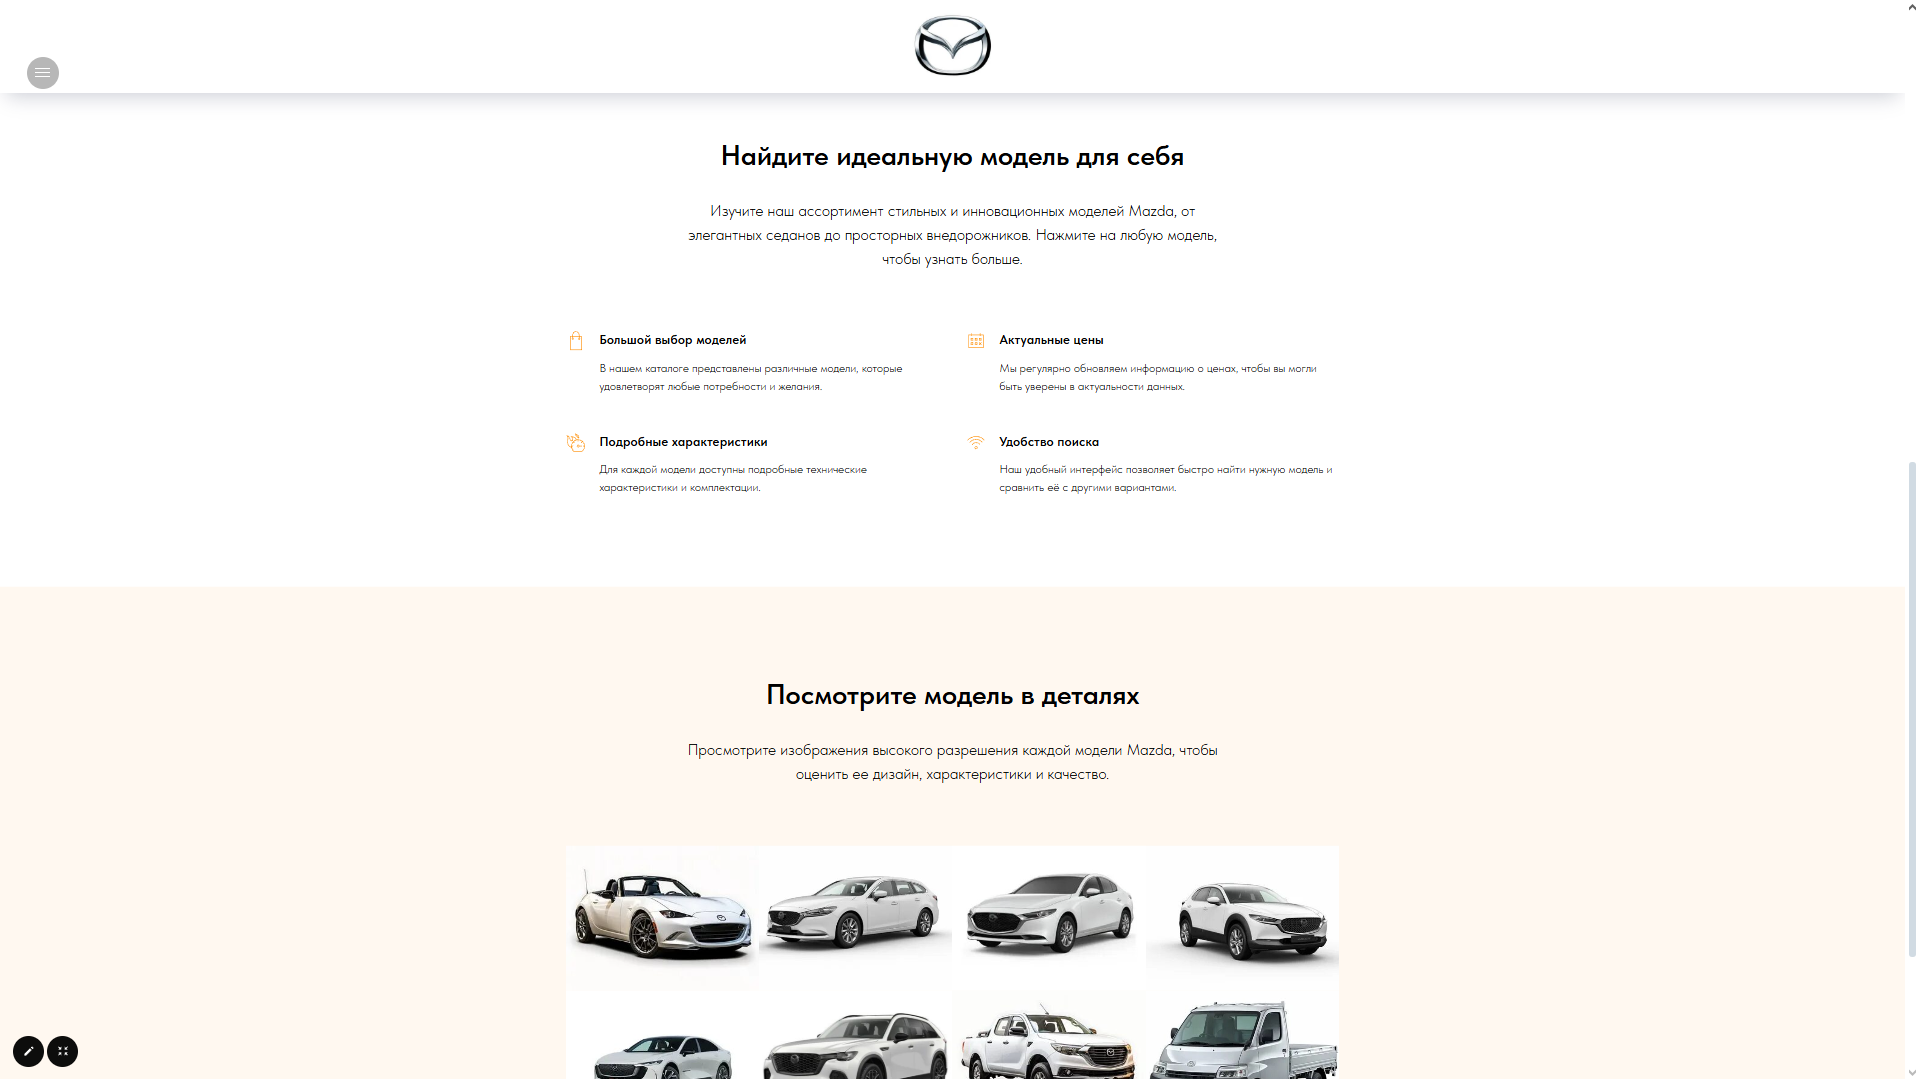 Найдите идеальную модель для себя
Изучите наш ассортимент стильных и инновационных моделей Mazda, от
элегантных седанов до просторных внедорожников. Нажмите на любую модель,
чтобы узнать больше.
Большой выбор моделей
В нашем каталоге представлены различные модели, которые
удовлетворят любые потребности и желания.
Актуальные цены
Мы регулярно обновляем информацию о ценах, чтобы вы могли
быть уверены в актуальности данных.
Подробные характеристики
Для каждой модели доступны подробные технические
характеристики и комплектации.
Удобство поиска
Наш удобный интерфейс позволяет быстро найти нужную модель и
сравнить её с другими вариантами.
Посмотрите модель в деталях
Просмотрите изображения высокого разрешения каждой модели Mazda, чтобы
оценить ее дизайн, характеристики и качество.